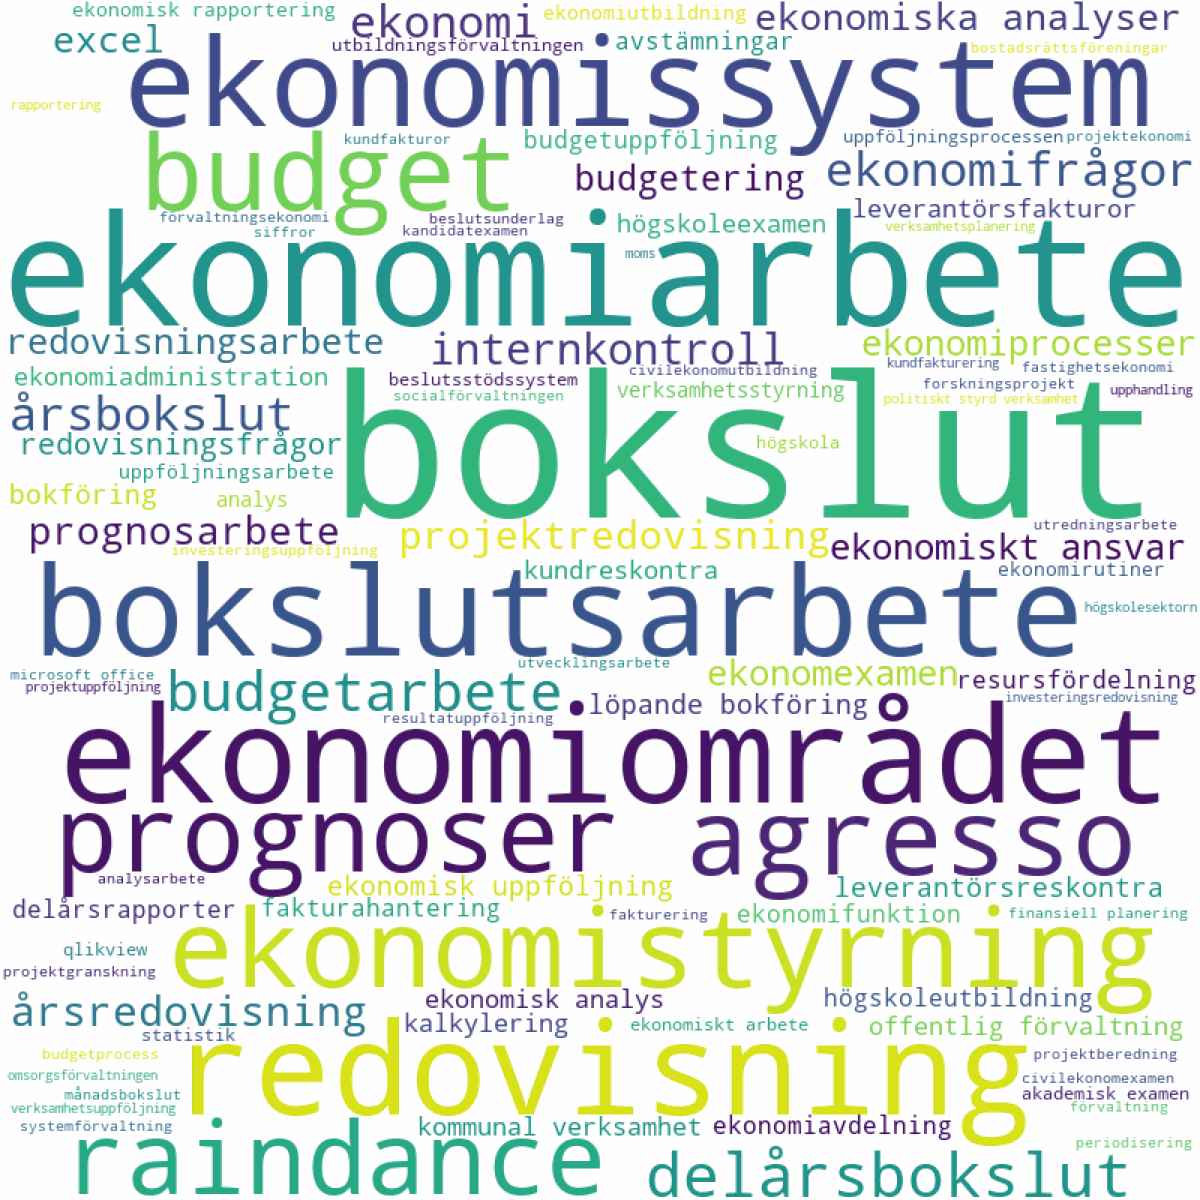 ekonomisk rapportering
ekonomi
ekonomiutbildning
ekonomiska analyser
excel
utbildningsförvaltningen
avstämningar
bostadsrättsföreningar
ekonomissystem
rapportering
budget
kundfakturor
budgetuppföljning
uppföljningsprocessen
projektekonomi
budgetering
ekonomifrågor
förvaltningsekonomi
beslutsunderlag
högskoleexamen
leverantörsfakturor
siffror
kandidatexamen
verksamhetsplanering
ekonomiarbete
moms
redovisningsarbete
internkontroll
ekonomiprocesser
ekonomiadministration
beslutsstödssystem
civilekonomutbildning
kundfakturering
fastighetsekonomi
socialförvaltningen
verksamhetsstyrning
forskningsprojekt
upphandling
politiskt styrd verksamhet
årsbokslut
bokslut
redovisningsfrågor
högskola
uppföljningsarbete
bokföring
analys
prognosarbete
projektredovisning
utredningsarbete
investeringsuppföljning
ekonomiskt ansvar
bokslutsarbete
kundreskontra
ekonomirutiner
högskolesektorn
microsoft office
utvecklingsarbete
projektuppföljning
budgetarbete
ekonomexamen
resursfördelning
resultatuppföljning
löpande bokföring
investeringsredovisning
ekonomiområdet
prognoser
agresso
analysarbete
ekonomisk uppföljning
leverantörsreskontra
delårsrapporter
fakturahantering
fakturering
ekonomifunktion
finansiell planering
qlikview
ekonomistyrning
projektgranskning
årsredovisning
ekonomisk analys
högskoleutbildning
statistik
kalkylering
ekonomiskt arbete
offentlig förvaltning
budgetprocess
redovisning
projektberedning
omsorgsförvaltningen
civilekonomexamen
månadsbokslut
akademisk examen
verksamhetsuppföljning
förvaltning
systemförvaltning
raindance
kommunal verksamhet
ekonomiavdelning
periodisering
delårsbokslut